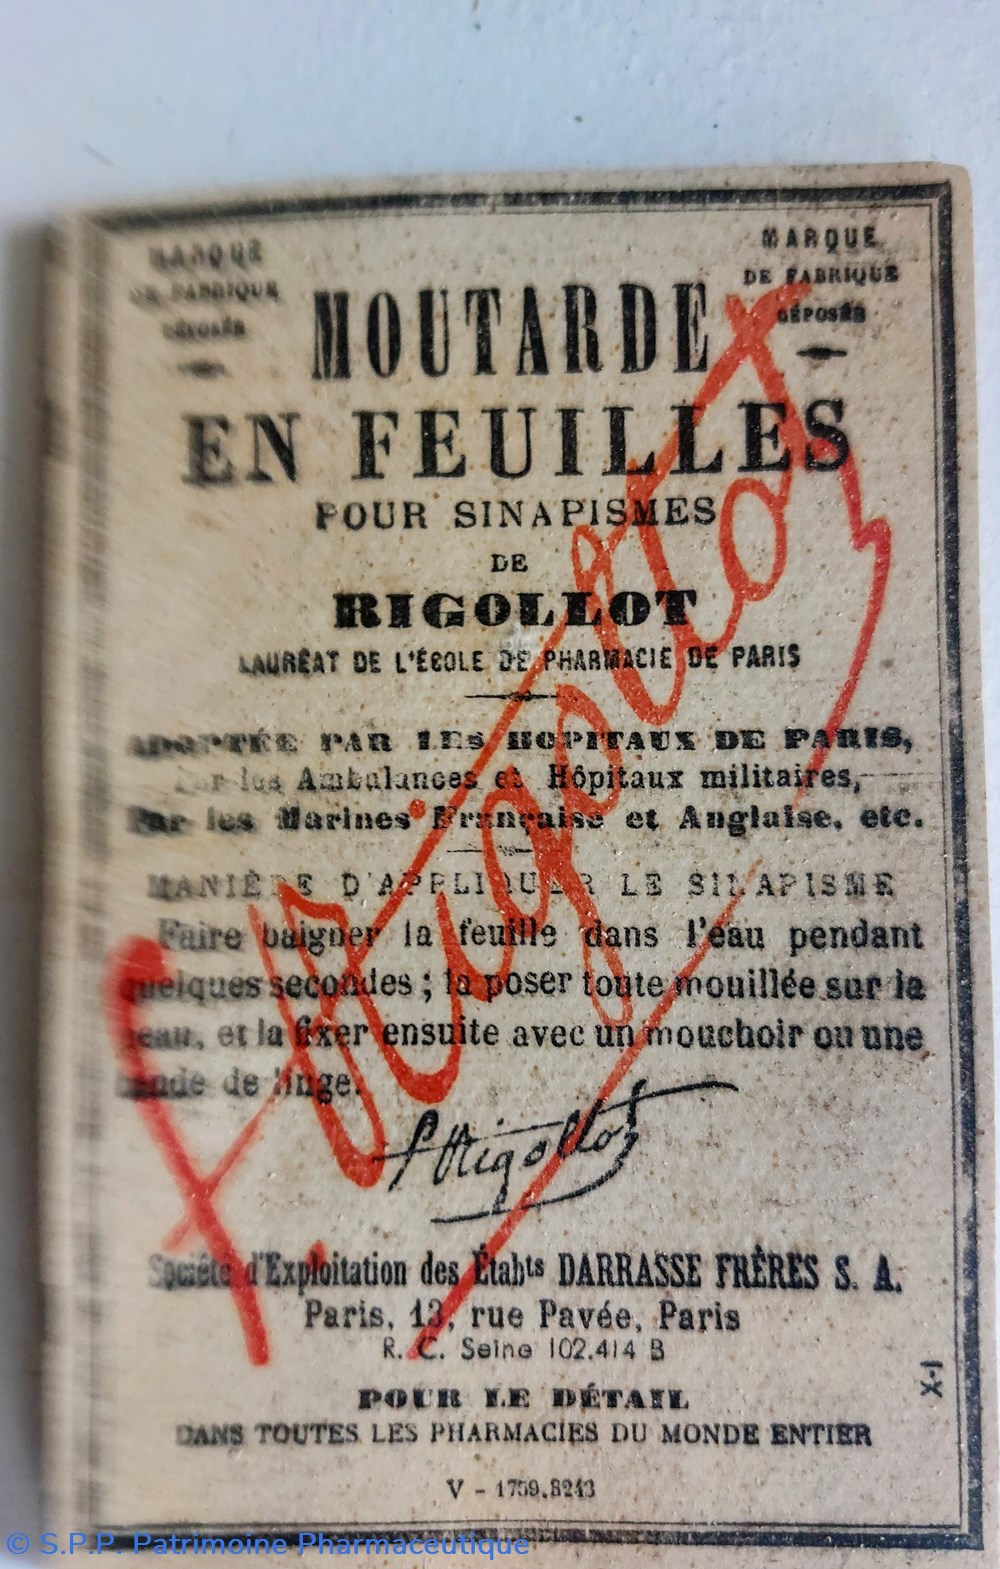 MARQUE
DE FABRIQUE
DÉPOSÉE
MARQUE
DE FABRIQUE
DÉPOSÉE
MOUTARDE
EN FEUILLES
POUR SINAPISMES
DE
RIGOLLOT
LAURÉAT DE L'ÉCOLE DE PHARMACIE DE PARIS
ADOPTÉE PAR LES HOPITAUX DE PARIS,
Par les Ambulances et Hôpitaux militaires,
Par les Marines Française et Anglaise, etc.
MANIÈRE D'APPLIQUER LE SINAPISME
Faire baigner la feuille dans l'eau pendant
quelques secondes ; la poser toute mouillée sur la
peau, et la fixer ensuite avec un mouchoir ou une
bande de linge.
P. Rigollot
P. Rigollot
Société d'Exploitation des Étabts DARRASSE FRÈRES S. A.
Paris, 13, rue Pavée, Paris
R. C. Seine 102.414 B
X-1
POUR LE DÉTAIL
DANS TOUTES LES PHARMACIES DU MONDE ENTIER
V - 1759.8243
© S.P.P. Patrimoine Pharmaceutique